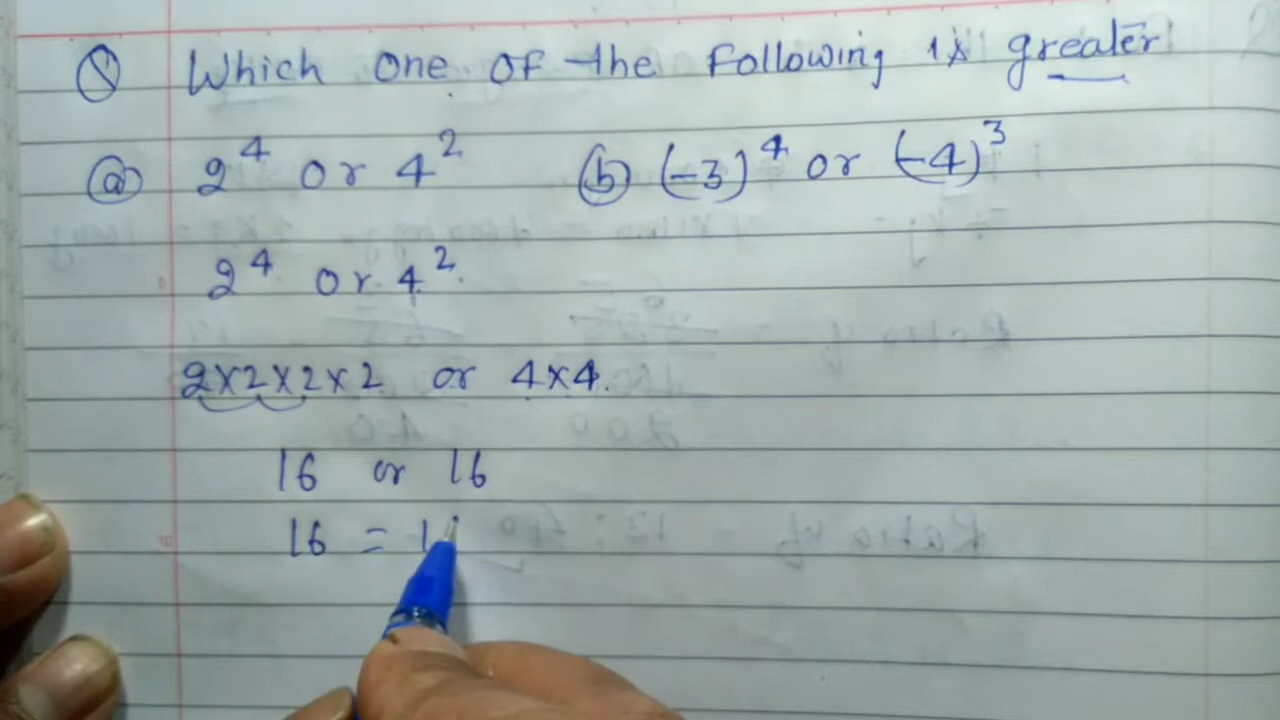 Q Which one of the following is greater
(a) 2^4 or 4^2 (b) (-3)^4 or (-4)^3
2^4 or 4^2.
2×2×2×2 or 4×4.
16 or 16
16 = 1